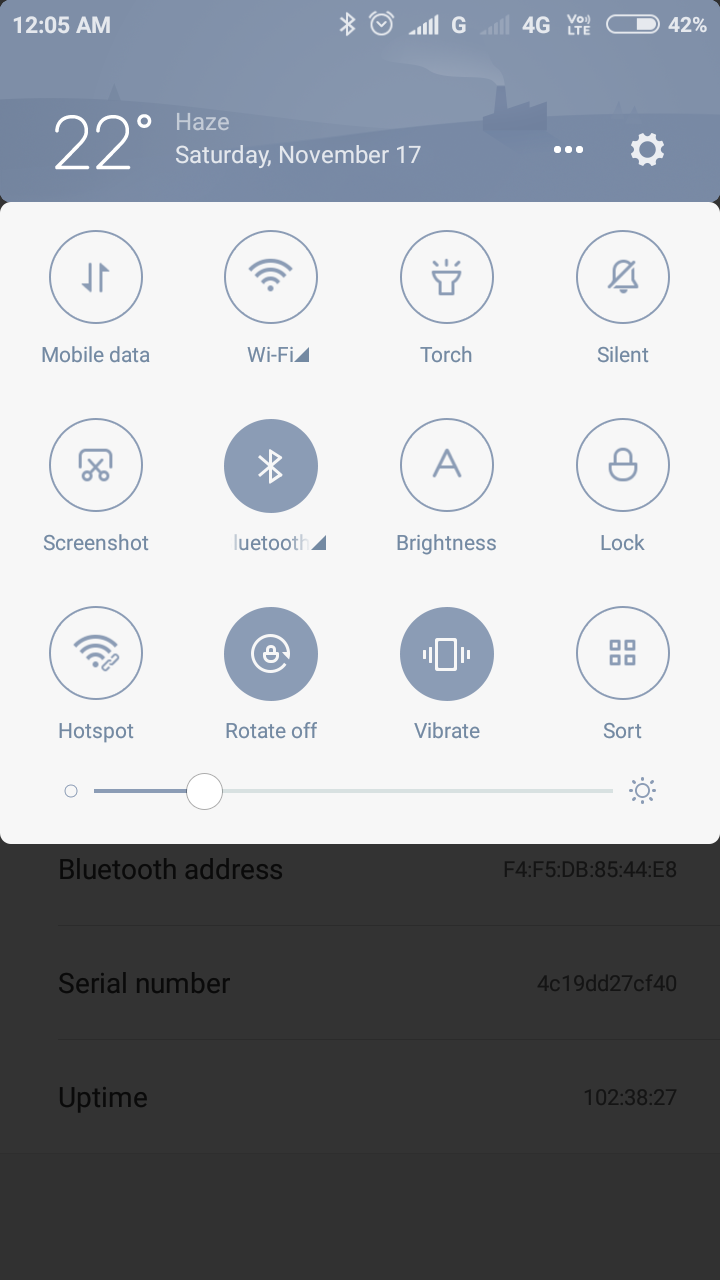 12:05 AM G 4G Vo LTE 42%
22° Haze
Saturday, November 17
Mobile data Wi-Fi Torch Silent
Screenshot luetooth Brightness Lock
Hotspot Rotate off Vibrate Sort
Bluetooth address F4:F5:DB:85:44:E8
Serial number 4c19dd27cf40
Uptime 102:38:27